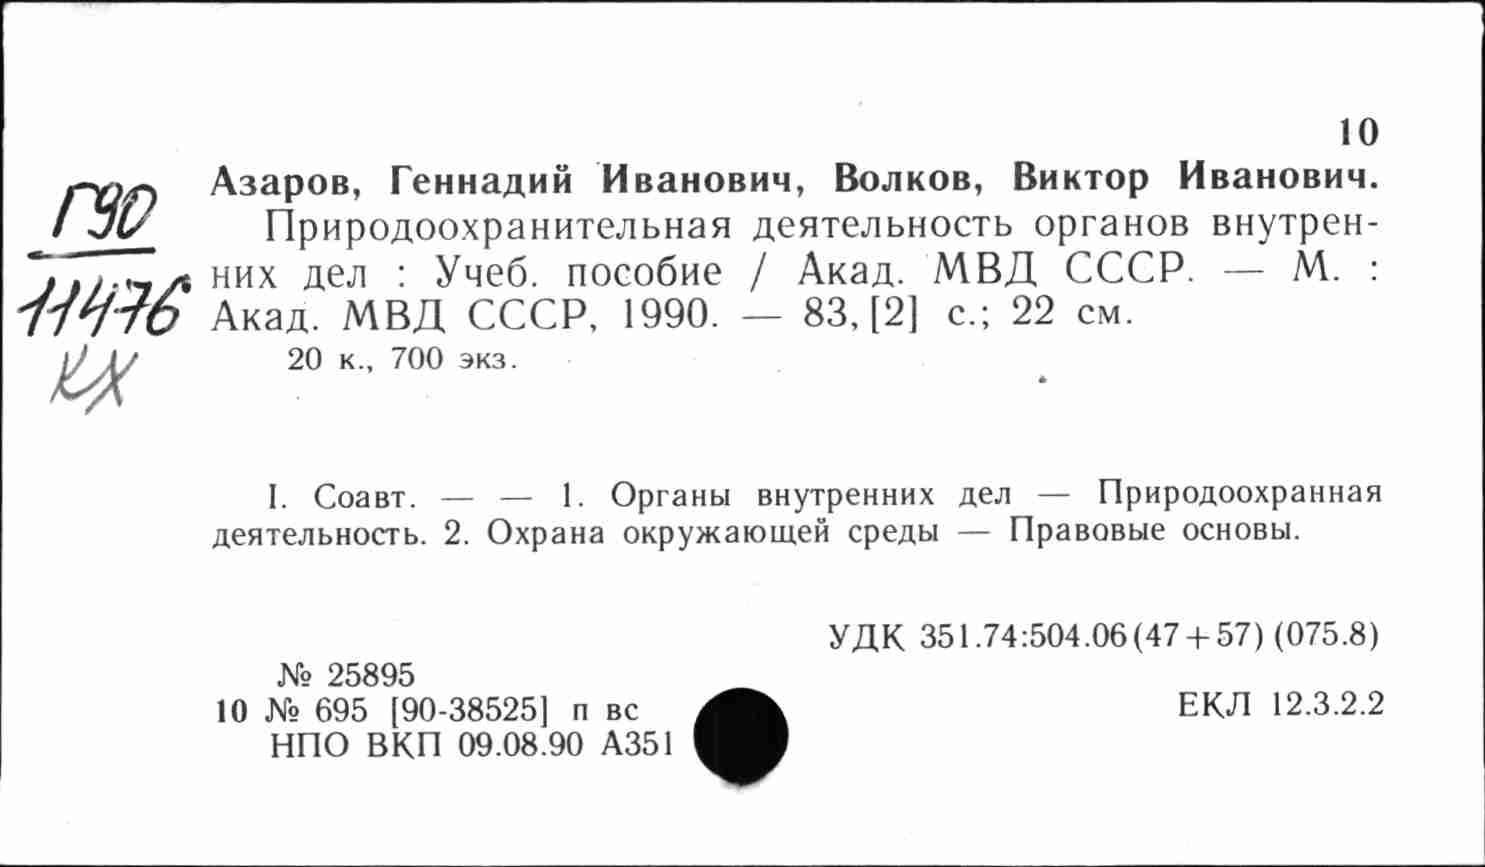 10
Азаров, Геннадий Иванович, Волков, Виктор Иванович.
Природоохранительная деятельность органов внутрен-
них дел : Учеб. пособие / Акад. МВД СССР. — М. :
Акад. МВД СССР, 1990. — 83, [2] с.; 22 см.
20 к., 700 экз.
Г90
11476
КХ
I. Соавт. — — 1. Органы внутренних дел — Природоохранная
деятельность. 2. Охрана окружающей среды — Правовые основы.
УДК 351.74:504.06(47+57)(075.8)
№ 25895
10 № 695 [90-38525] п вс
ЕКЛ 12.3.2.2
НПО ВКП 09.08.90 А351